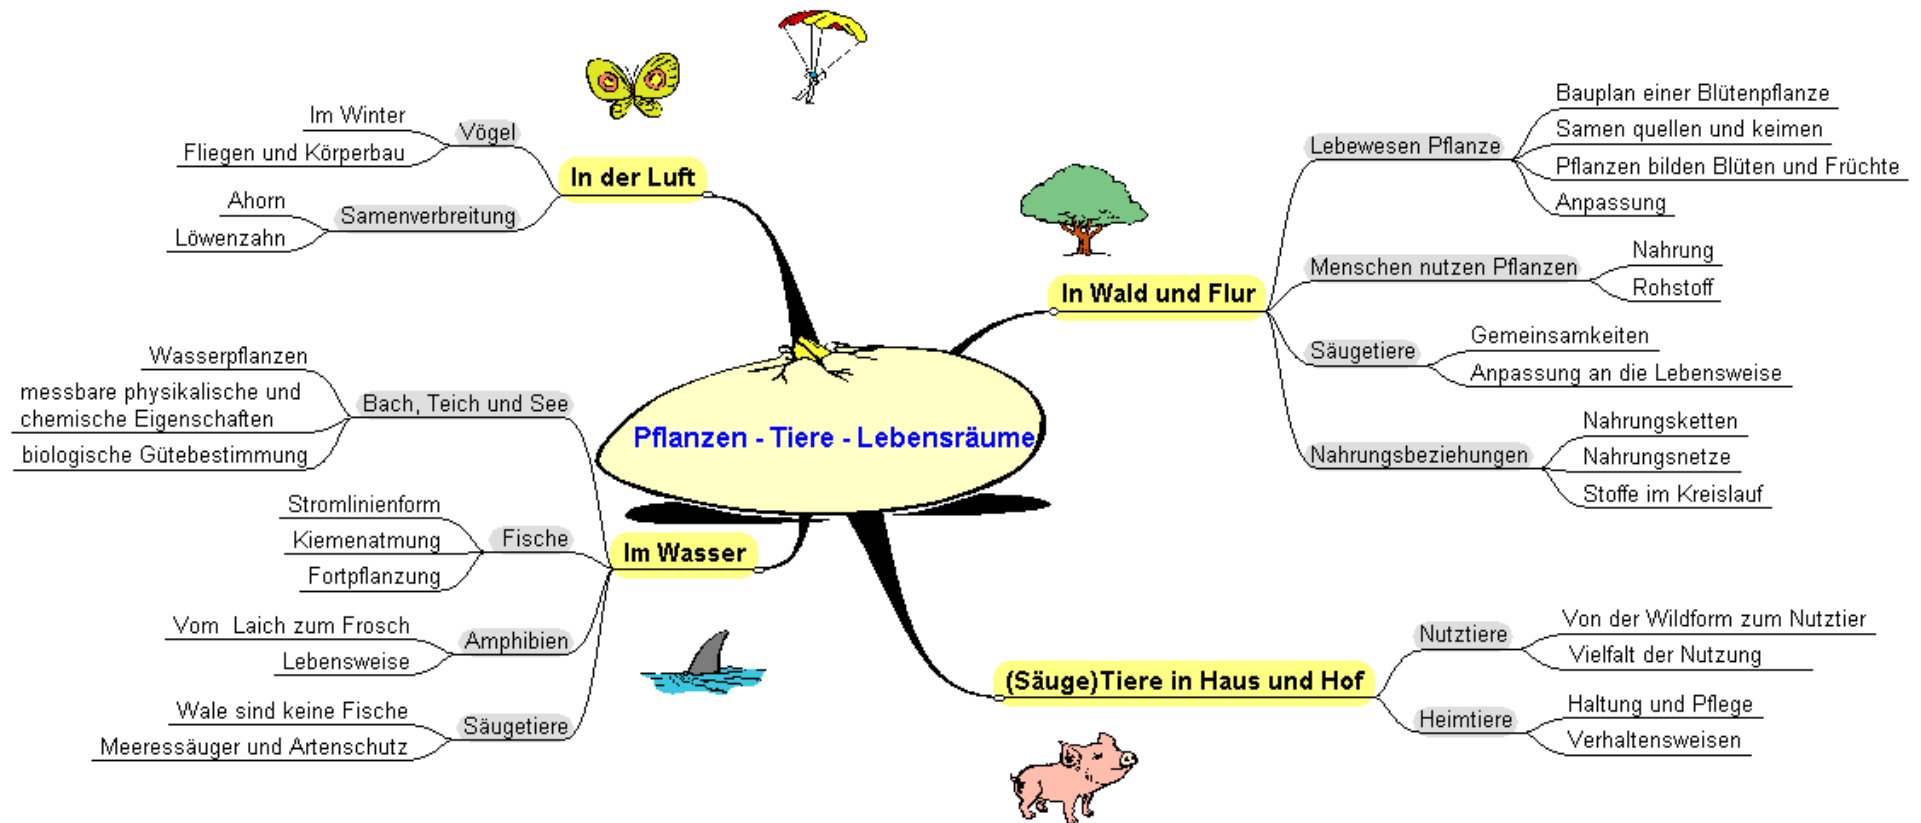 Pflanzen - Tiere - Lebensräume
In der Luft
Vögel
Im Winter
Fliegen und Körperbau
Samenverbreitung
Ahorn
Löwenzahn
In Wald und Flur
Lebewesen Pflanze
Bauplan einer Blütenpflanze
Samen quellen und keimen
Pflanzen bilden Blüten und Früchte
Anpassung
Menschen nutzen Pflanzen
Nahrung
Rohstoff
Säugetiere
Gemeinsamkeiten
Anpassung an die Lebensweise
Nahrungsbeziehungen
Nahrungsketten
Nahrungsnetze
Stoffe im Kreislauf
Im Wasser
Bach, Teich und See
Wasserpflanzen
messbare physikalische und
chemische Eigenschaften
biologische Gütebestimmung
Fische
Stromlinienform
Kiemenatmung
Fortpflanzung
Amphibien
Vom Laich zum Frosch
Lebensweise
Säugetiere
Wale sind keine Fische
Meeressäuger und Artenschutz
(Säuge)Tiere in Haus und Hof
Nutztiere
Von der Wildform zum Nutztier
Vielfalt der Nutzung
Heimtiere
Haltung und Pflege
Verhaltensweisen